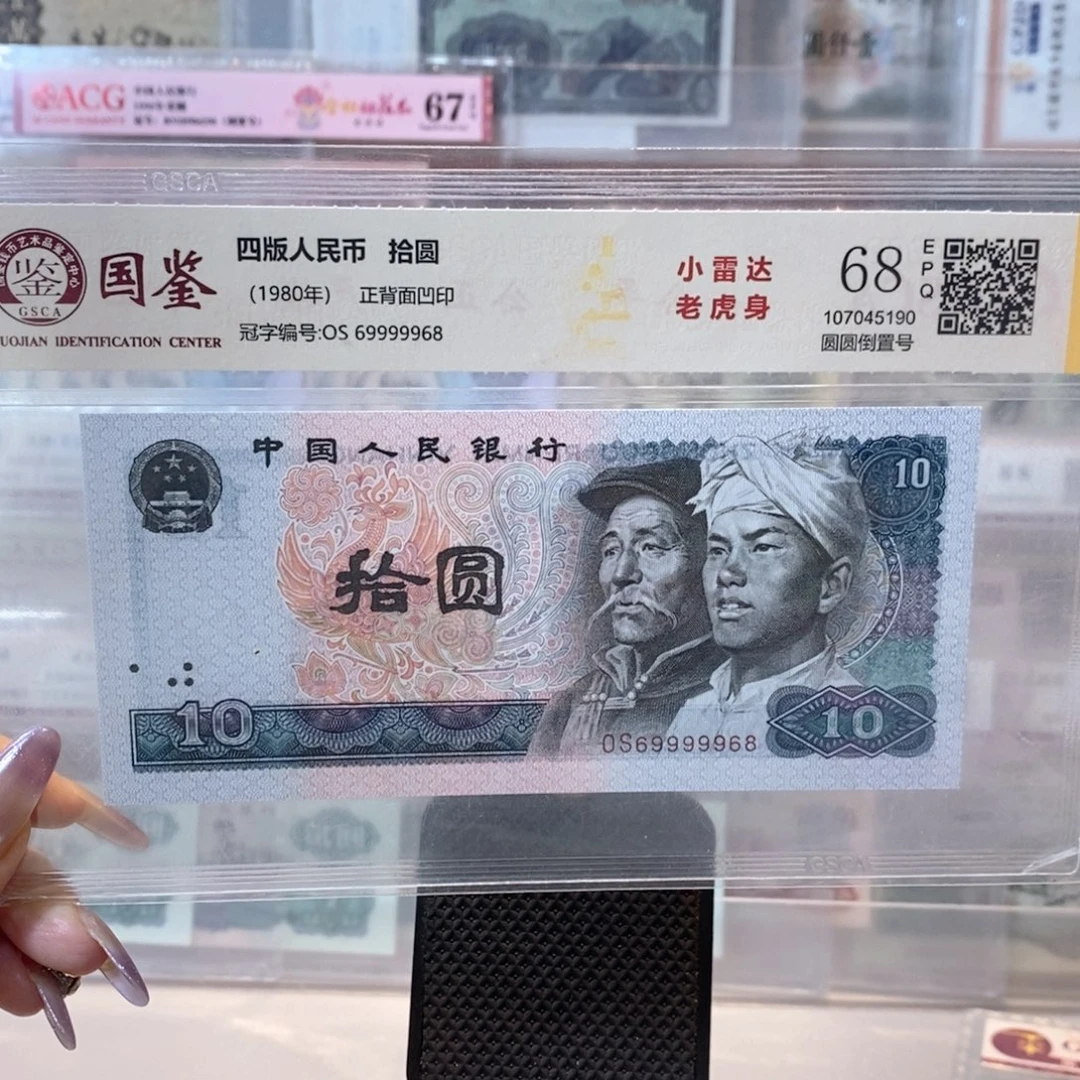 ACG
67
GSCA
国鉴
GSCA
UOJIAN IDENTIFICATION CENTER
四版人民币 拾圆
(1980年) 正背面凹印
冠字编号:OS 69999968
小雷达
老虎身
68
EPQ
107045190
圆圆倒置号
中国人民银行
10
拾圆
10
OS69999968
10